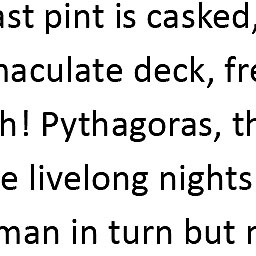 ast pint is casked,
naculate deck, fre
h! Pythagoras, th
e livelong nights
man in turn but